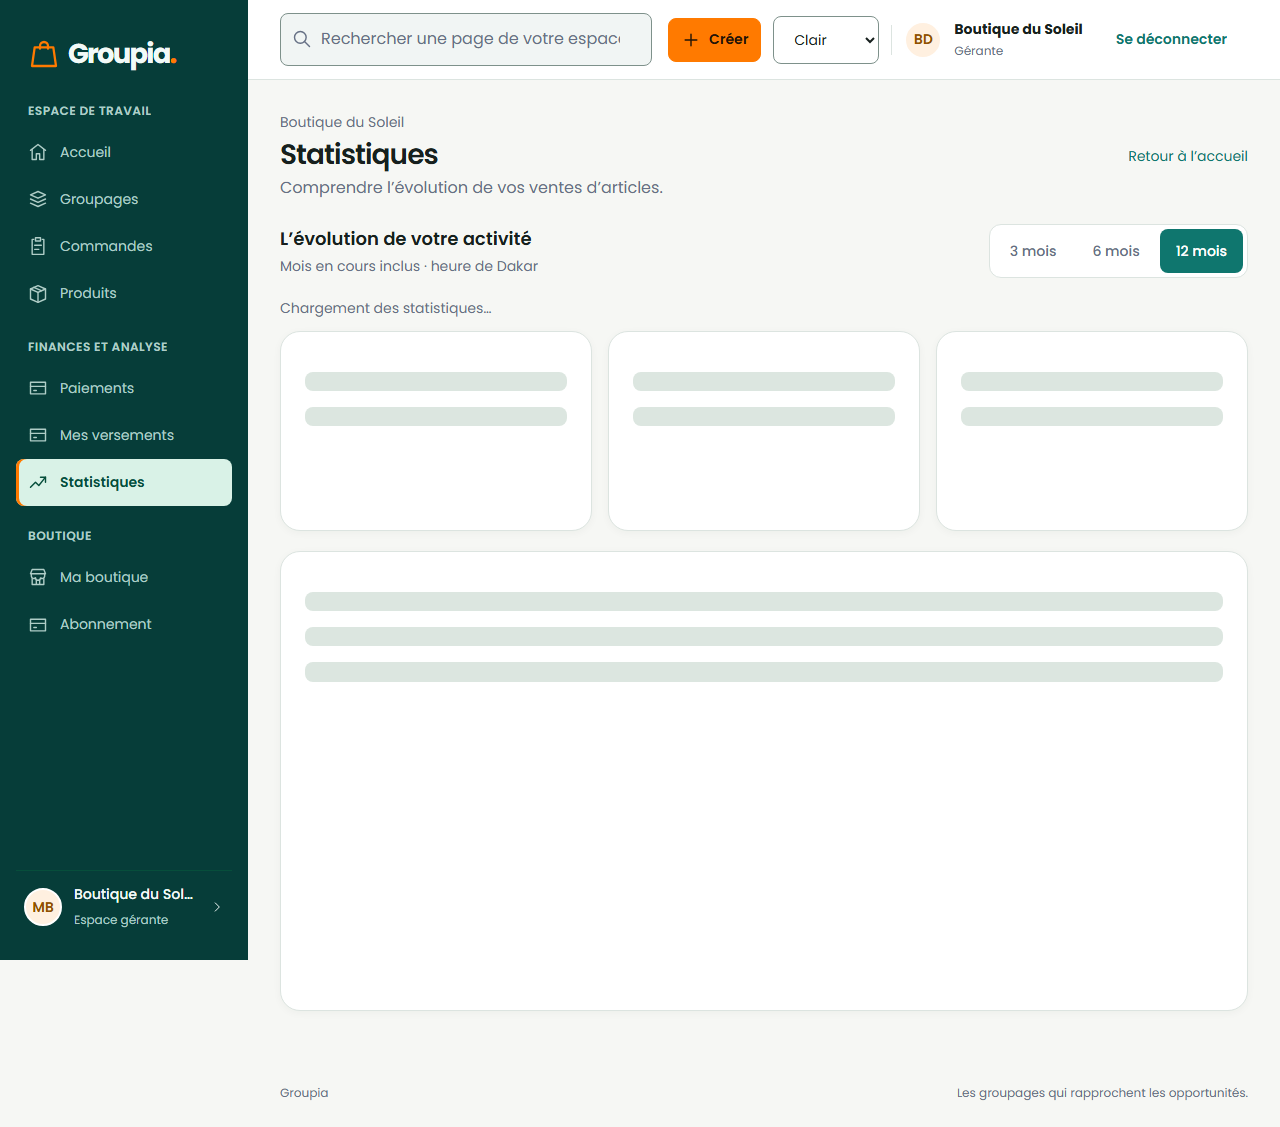 Groupia.
ESPACE DE TRAVAIL
Accueil
Groupages
Commandes
Produits
FINANCES ET ANALYSE
Paiements
Mes versements
Statistiques
BOUTIQUE
Ma boutique
Abonnement
MB
Boutique du Sol…
Espace gérante
Rechercher une page de votre espac
Créer
Clair
BD
Boutique du Soleil
Gérante
Se déconnecter
Boutique du Soleil
Statistiques
Retour à l’accueil
Comprendre l’évolution de vos ventes d’articles.
L’évolution de votre activité
Mois en cours inclus · heure de Dakar
3 mois
6 mois
12 mois
Chargement des statistiques…
Groupia
Les groupages qui rapprochent les opportunités.